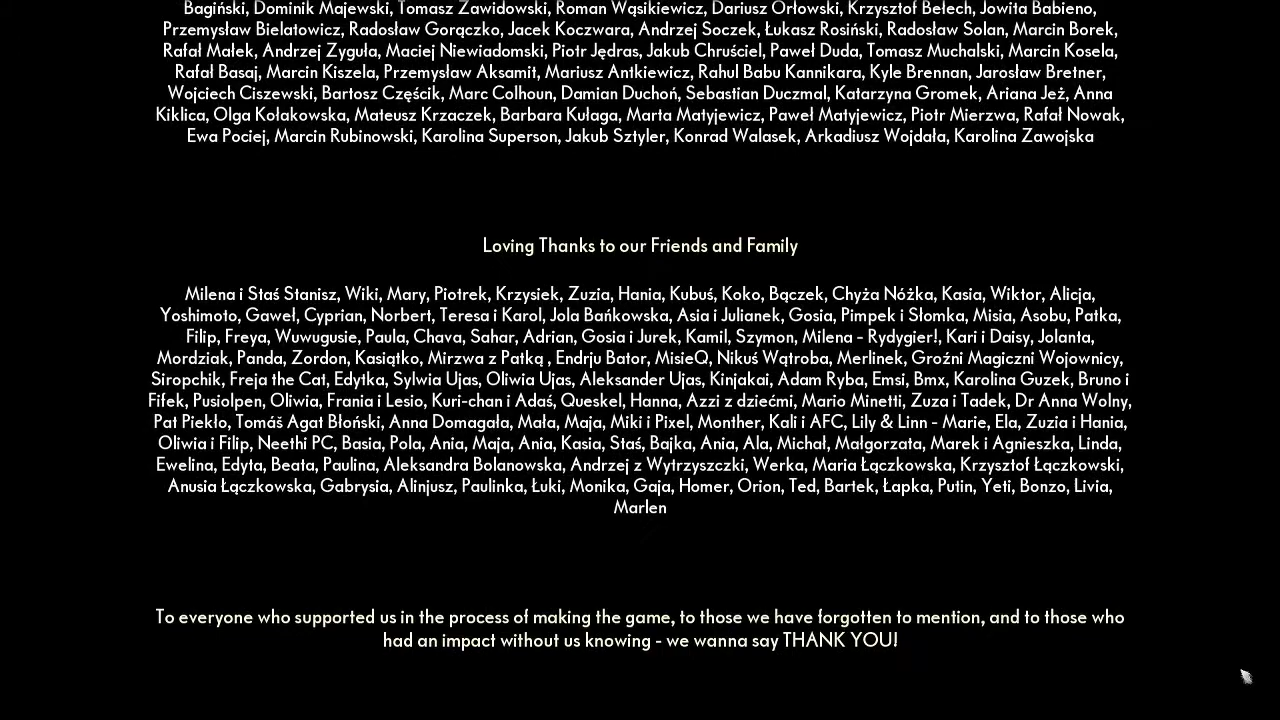 Bagiński, Dominik Majewski, Tomasz Zawidowski, Roman Wąsikiewicz, Dariusz Orłowski, Krzysztof Bełech, Jowita Babieno,
Przemysław Bielatowicz, Radosław Gorączko, Jacek Koczwara, Andrzej Soczek, Łukasz Rosiński, Radosław Solan, Marcin Borek,
Rafał Małek, Andrzej Zyguła, Maciej Niewiadomski, Piotr Jędras, Jakub Chruściel, Paweł Duda, Tomasz Muchalski, Marcin Kosela,
Rafał Basaj, Marcin Kiszela, Przemysław Aksamit, Mariusz Antkiewicz, Rahul Babu Kannikara, Kyle Brennan, Jarosław Bretner,
Wojciech Ciszewski, Bartosz Częścik, Marc Colhoun, Damian Duchoń, Sebastian Duczmal, Katarzyna Gromek, Ariana Jeż, Anna
Kiklica, Olga Kołakowska, Mateusz Krzaczek, Barbara Kułaga, Marta Matyjewicz, Paweł Matyjewicz, Piotr Mierzwa, Rafał Nowak,
Ewa Pociej, Marcin Rubinowski, Karolina Superson, Jakub Sztyler, Konrad Walasek, Arkadiusz Wojdała, Karolina Zawojska
Loving Thanks to our Friends and Family
Milena i Staś Stanisz, Wiki, Mary, Piotrek, Krzysiek, Zuzia, Hania, Kubuś, Koko, Bączek, Chyża Nóżka, Kasia, Wiktor, Alicja,
Yoshimoto, Gaweł, Cyprian, Norbert, Teresa i Karol, Jola Bańkowska, Asia i Julianek, Gosia, Pimpek i Słomka, Misia, Asobu, Patka,
Filip, Freya, Wuwugusie, Paula, Chava, Sahar, Adrian, Gosia i Jurek, Kamil, Szymon, Milena - Rydygier!, Kari i Daisy, Jolanta,
Mordziak, Panda, Zordon, Kasiątko, Mirzwa z Patką , Endrju Bator, MisieQ, Nikuś Wątroba, Merlinek, Groźni Magiczni Wojownicy,
Siropchik, Freja the Cat, Edytka, Sylwia Ujas, Oliwia Ujas, Aleksander Ujas, Kinjakai, Adam Ryba, Emsi, Bmx, Karolina Guzek, Bruno i
Fifek, Pusiolpen, Oliwia, Frania i Lesio, Kuri-chan i Adaś, Queskel, Hanna, Azzi z dziećmi, Mario Minetti, Zuza i Tadek, Dr Anna Wolny,
Pat Piekło, Tomáš Agat Błoński, Anna Domagała, Mała, Maja, Miki i Pixel, Monther, Kali i AFC, Lily & Linn - Marie, Ela, Zuzia i Hania,
Oliwia i Filip, Neethi PC, Basia, Pola, Ania, Maja, Ania, Kasia, Staś, Bajka, Ania, Ala, Michał, Małgorzata, Marek i Agnieszka, Linda,
Ewelina, Edyta, Beata, Paulina, Aleksandra Bolanowska, Andrzej z Wytrzyszczki, Werka, Maria Łączkowska, Krzysztof Łączkowski,
Anusia Łączkowska, Gabrysia, Alinjusz, Paulinka, Łuki, Monika, Gaja, Homer, Orion, Ted, Bartek, Łapka, Putin, Yeti, Bonzo, Livia,
Marlen
To everyone who supported us in the process of making the game, to those we have forgotten to mention, and to those who
had an impact without us knowing - we wanna say THANK YOU!